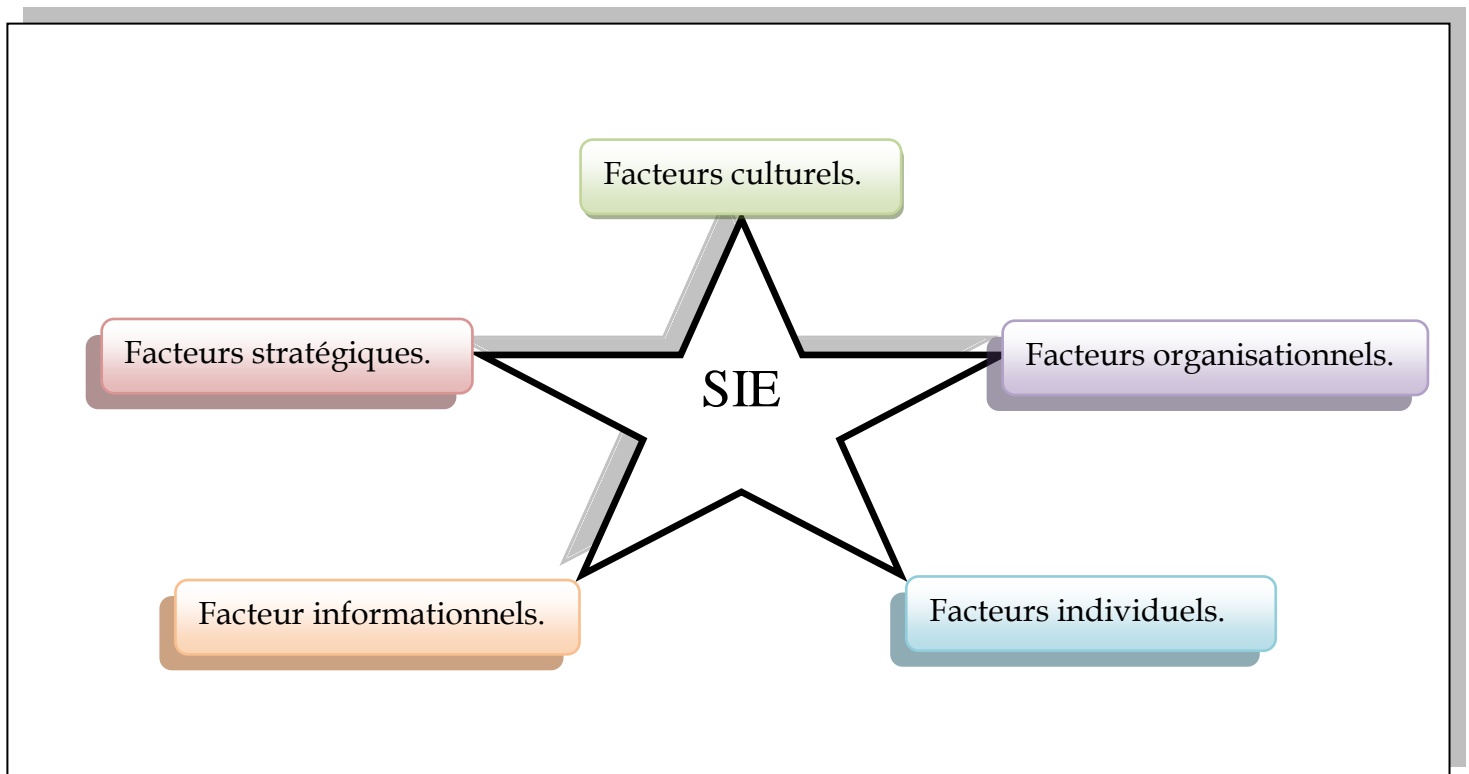 Facteurs culturels.
Facteurs stratégiques.
Facteurs organisationnels.
SIE
Facteur informationnels.
Facteurs individuels.